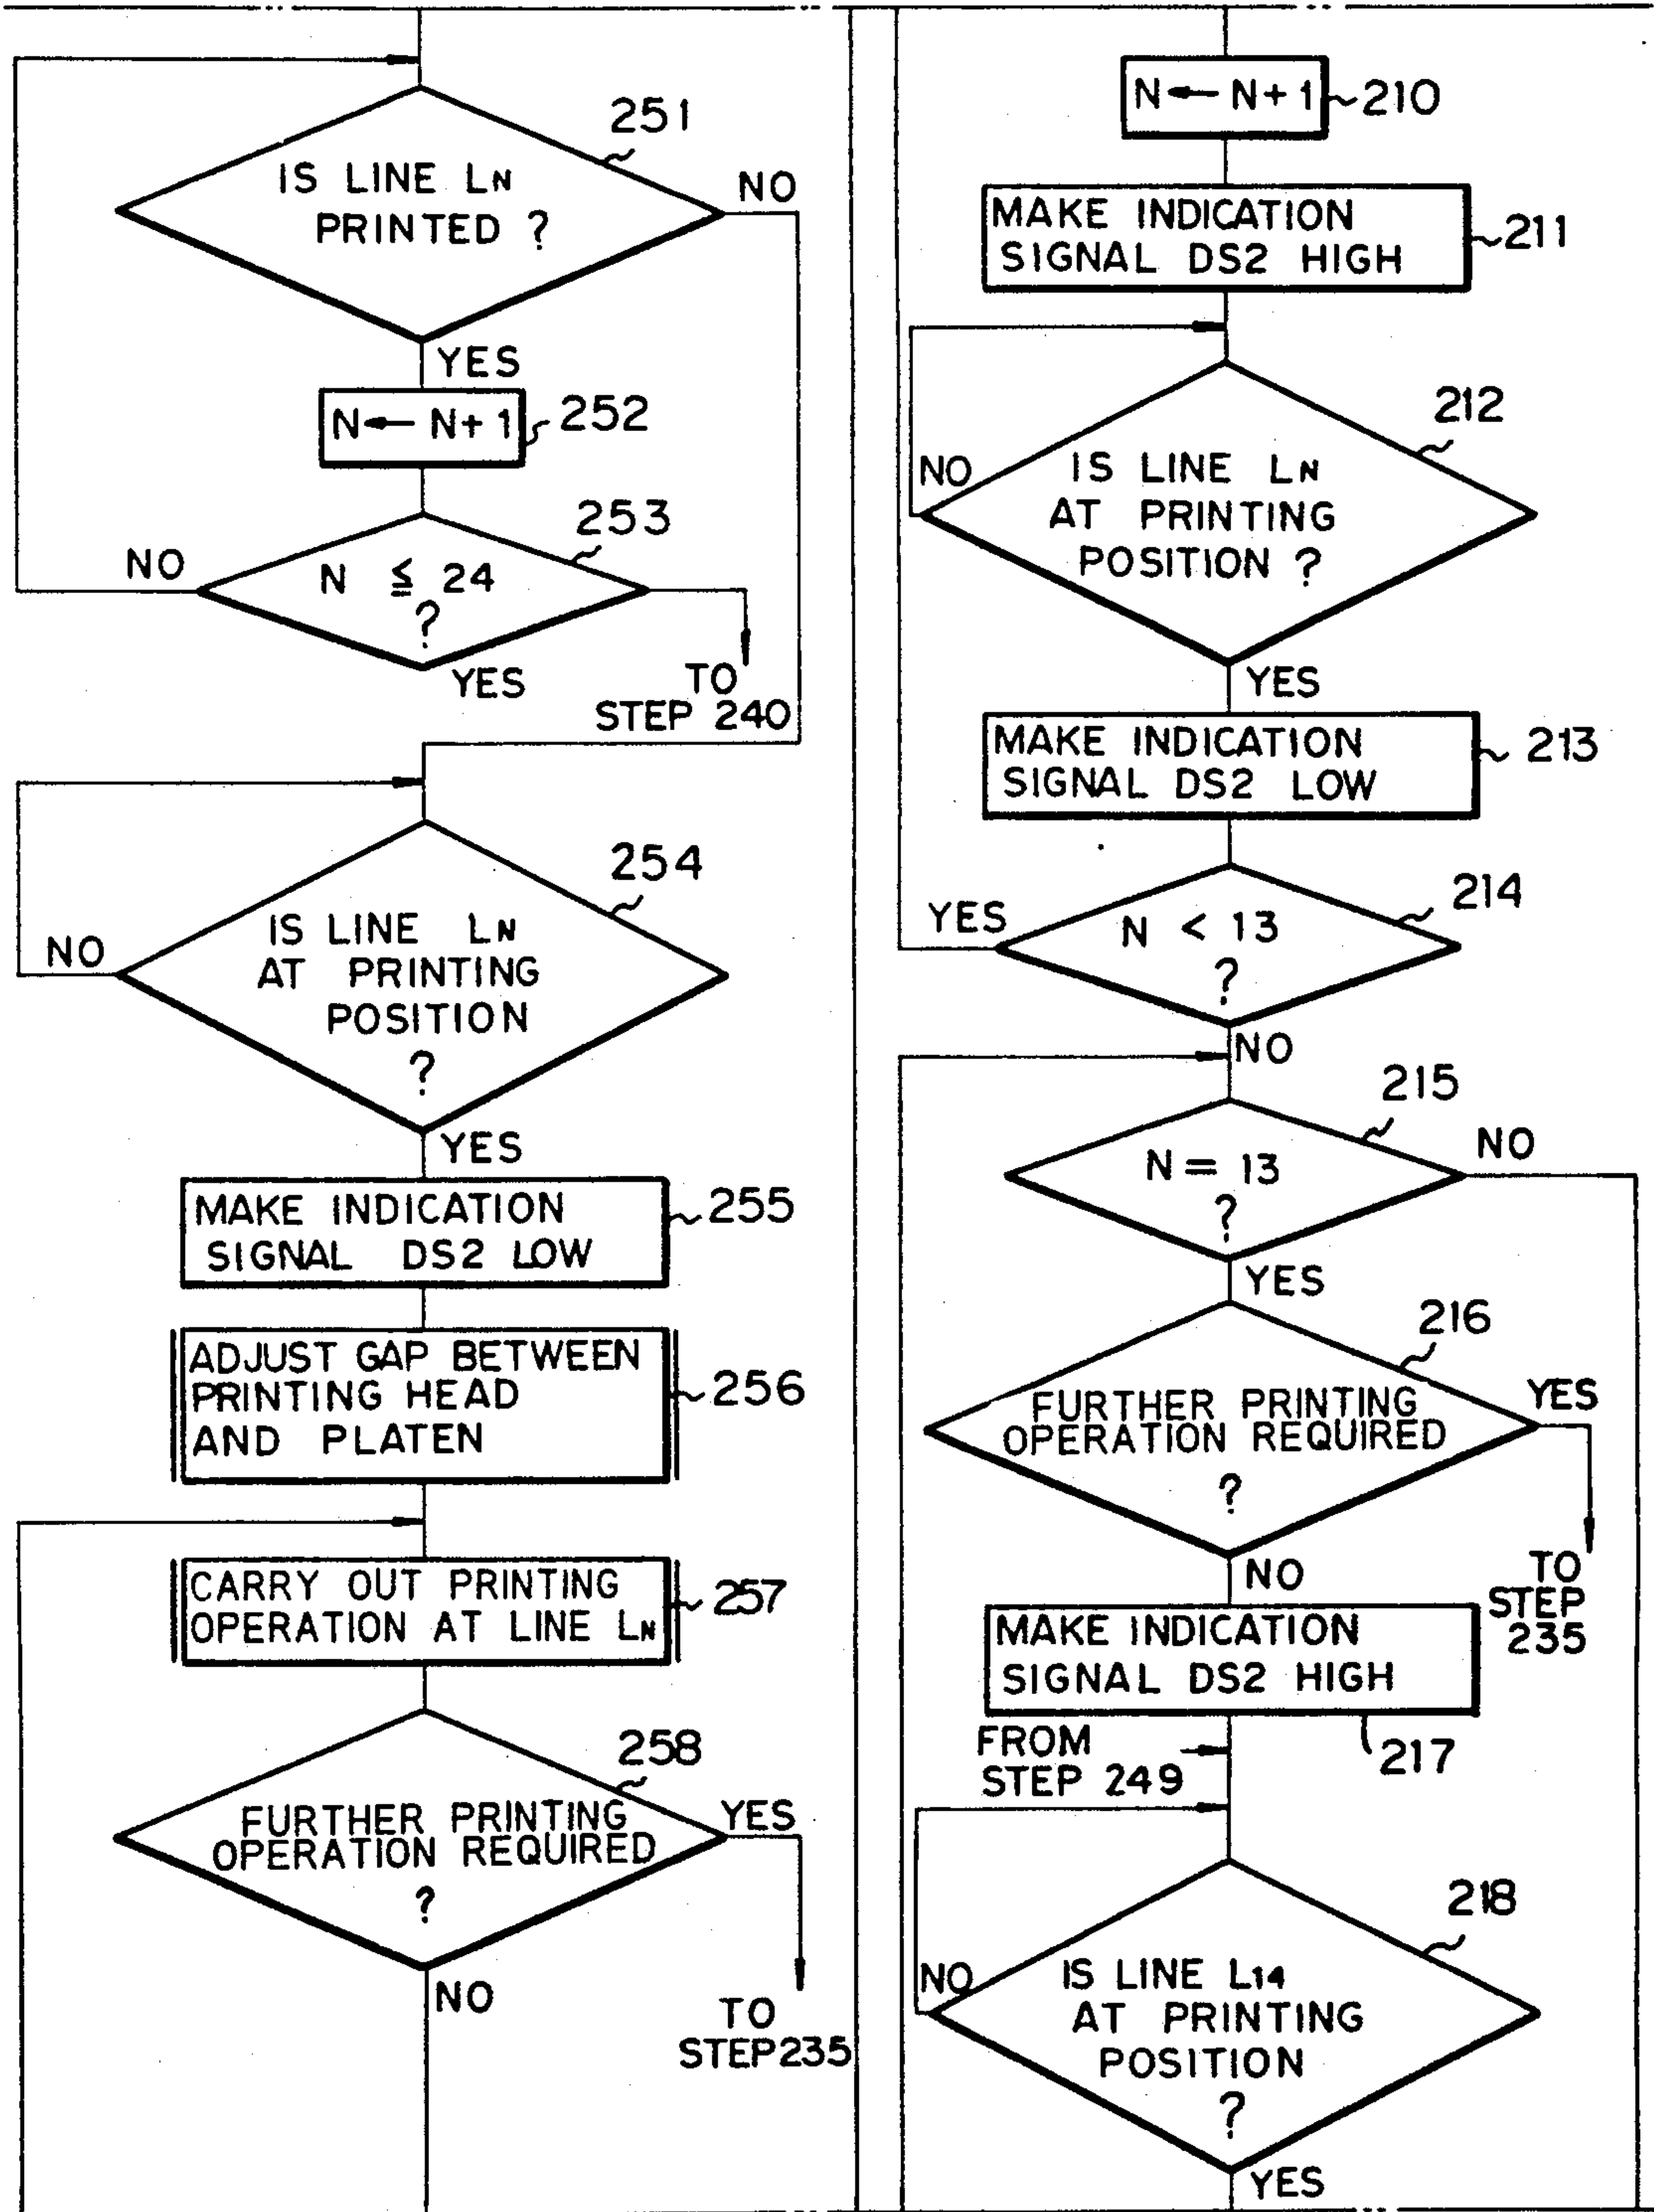 251
IS LINE LN
PRINTED ?
NO
YES
N ← N+1
252
253
NO
N ≦ 24
?
YES
TO
STEP 240
254
NO
IS LINE LN
AT PRINTING
POSITION
?
YES
MAKE INDICATION
SIGNAL DS2 LOW
255
ADJUST GAP BETWEEN
PRINTING HEAD
AND PLATEN
256
CARRY OUT PRINTING
OPERATION AT LINE LN
257
258
FURTHER PRINTING
OPERATION REQUIRED
?
YES
NO
TO
STEP235
N ← N+1
210
MAKE INDICATION
SIGNAL DS2 HIGH
211
212
NO
IS LINE LN
AT PRINTING
POSITION ?
YES
MAKE INDICATION
SIGNAL DS2 LOW
213
214
YES
N < 13
?
NO
215
N = 13
?
NO
YES
216
FURTHER PRINTING
OPERATION REQUIRED
?
YES
NO
TO
STEP
235
MAKE INDICATION
SIGNAL DS2 HIGH
217
FROM
STEP 249
218
NO
IS LINE L14
AT PRINTING
POSITION
?
YES